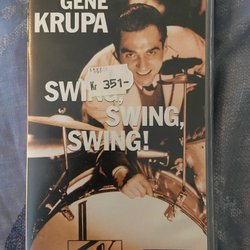 GENE
KRUPA
Kr 351-
SWING,
SWING,
SWING!